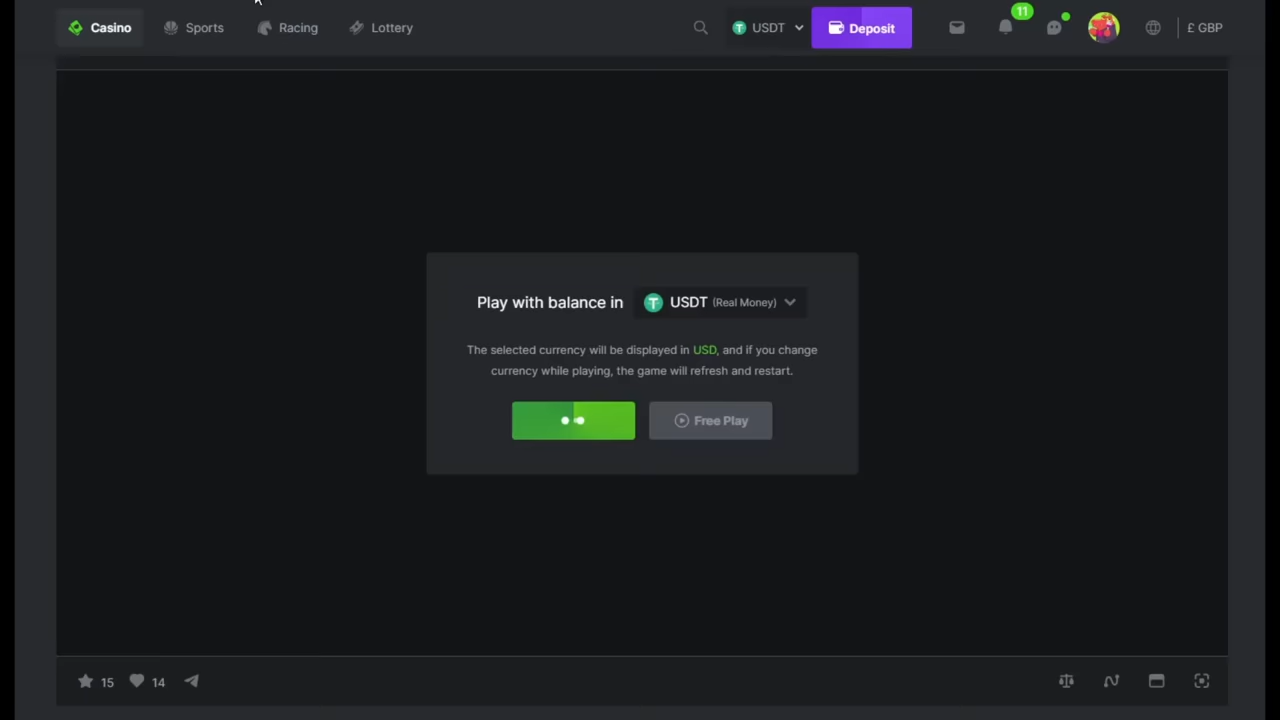 Casino Sports Racing Lottery USDT Deposit 11 £ GBP
Play with balance in USDT (Real Money)
The selected currency will be displayed in USD, and if you change
currency while playing, the game will refresh and restart.
Free Play
15 14